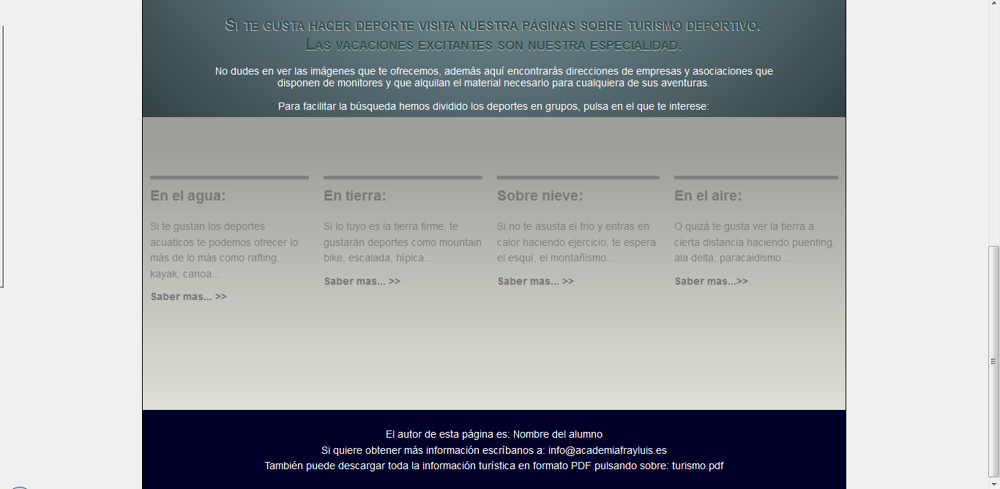 Si te gusta hacer deporte visita nuestra páginas sobre turismo deportivo.
Las vacaciones excitantes son nuestra especialidad.
No dudes en ver las imágenes que te ofrecemos, además aquí encontrarás direcciones de empresas y asociaciones que
disponen de monitores y que alquilan el material necesario para cualquiera de sus aventuras.
Para facilitar la búsqueda hemos dividido los deportes en grupos, pulsa en el que te interese:
En el agua:
Si te gustan los deportes
acuaticos te podemos ofrecer lo
más de lo más como rafting,
kayak, canoa...
Saber mas... >>
En tierra:
Si lo tuyo es la tierra firme, te
gustarán deportes como mountain
bike, escalada, hípica...
Saber mas... >>
Sobre nieve:
Si no te asusta el frio y entras en
calor haciendo ejercicio, te espera
el esquí, el montañismo...
Saber mas... >>
En el aire:
O quizá te gusta ver la tierra a
cierta distancia haciendo puenting,
ala delta, paracaidismo...
Saber mas...>>
El autor de esta página es: Nombre del alumno
Si quiere obtener más información escríbanos a: info@academiafrayluis.es
También puede descargar toda la información turística en formato PDF pulsando sobre: turismo.pdf